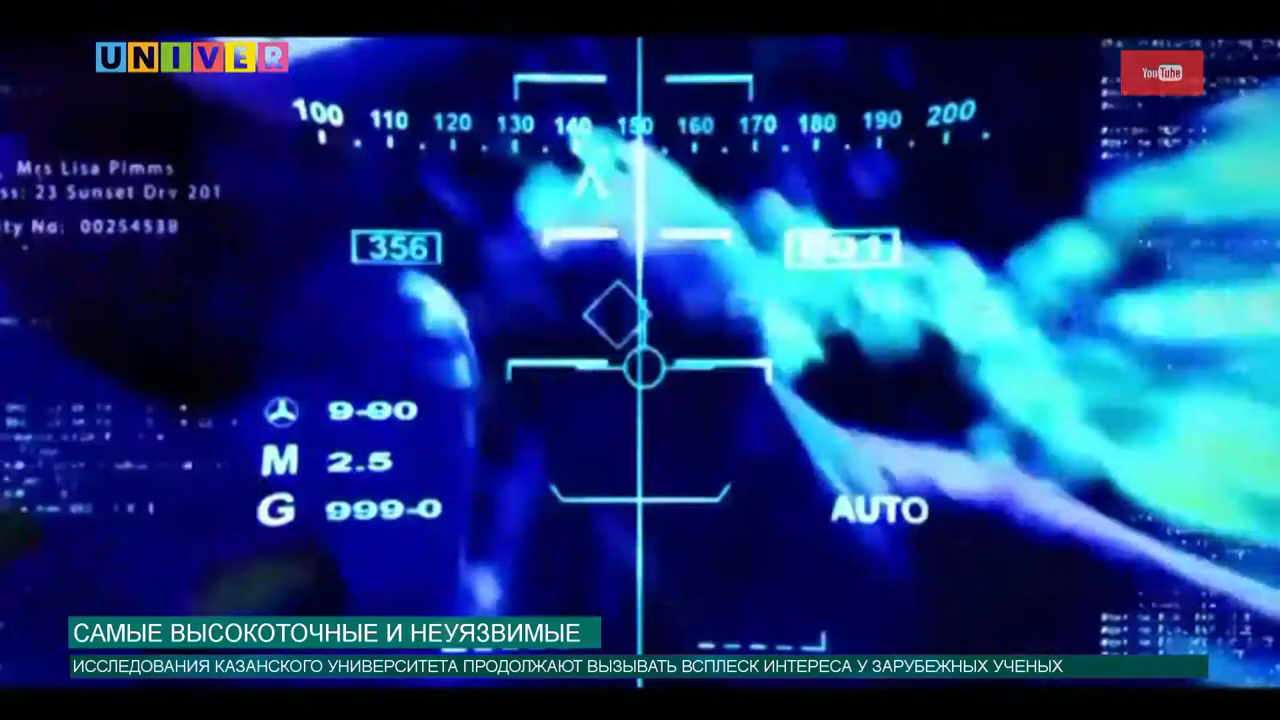 UNIVER
YouTube
100 110 120 130 140 150 160 170 180 190 200
Mrs Lisa Pimms
ss: 23 Sunset Drv 201
ty No: 00254538
356
9-90
M 2.5
G 999-0
AUTO
САМЫЕ ВЫСОКОТОЧНЫЕ И НЕУЯЗВИМЫЕ
ИССЛЕДОВАНИЯ КАЗАНСКОГО УНИВЕРСИТЕТА ПРОДОЛЖАЮТ ВЫЗЫВАТЬ ВСПЛЕСК ИНТЕРЕСА У ЗАРУБЕЖНЫХ УЧЕНЫХ